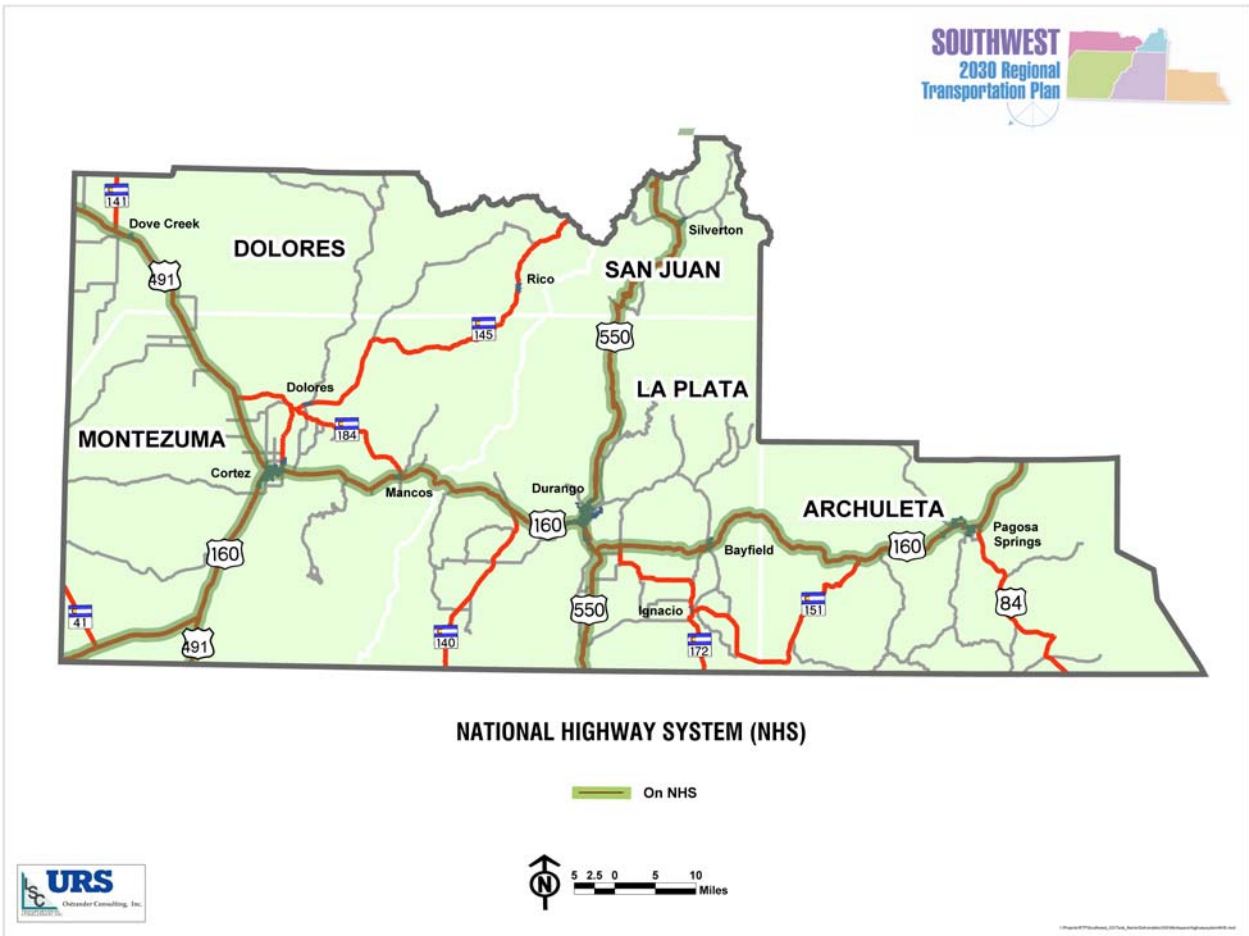 SOUTHWEST
2030 Regional
Transportation Plan
141
Dove Creek
DOLORES
Silverton
491
SAN JUAN
Rico
145
550
Dolores
LA PLATA
184
MONTEZUMA
Cortez
Mancos
Durango
ARCHULETA
160
160
160
Pagosa
Springs
Bayfield
41
491
140
550
Ignacio
172
151
84
NATIONAL HIGHWAY SYSTEM (NHS)
On NHS
N
5 2.5 0 5 10
Miles
LSC
URS
Ostrander Consulting, Inc.